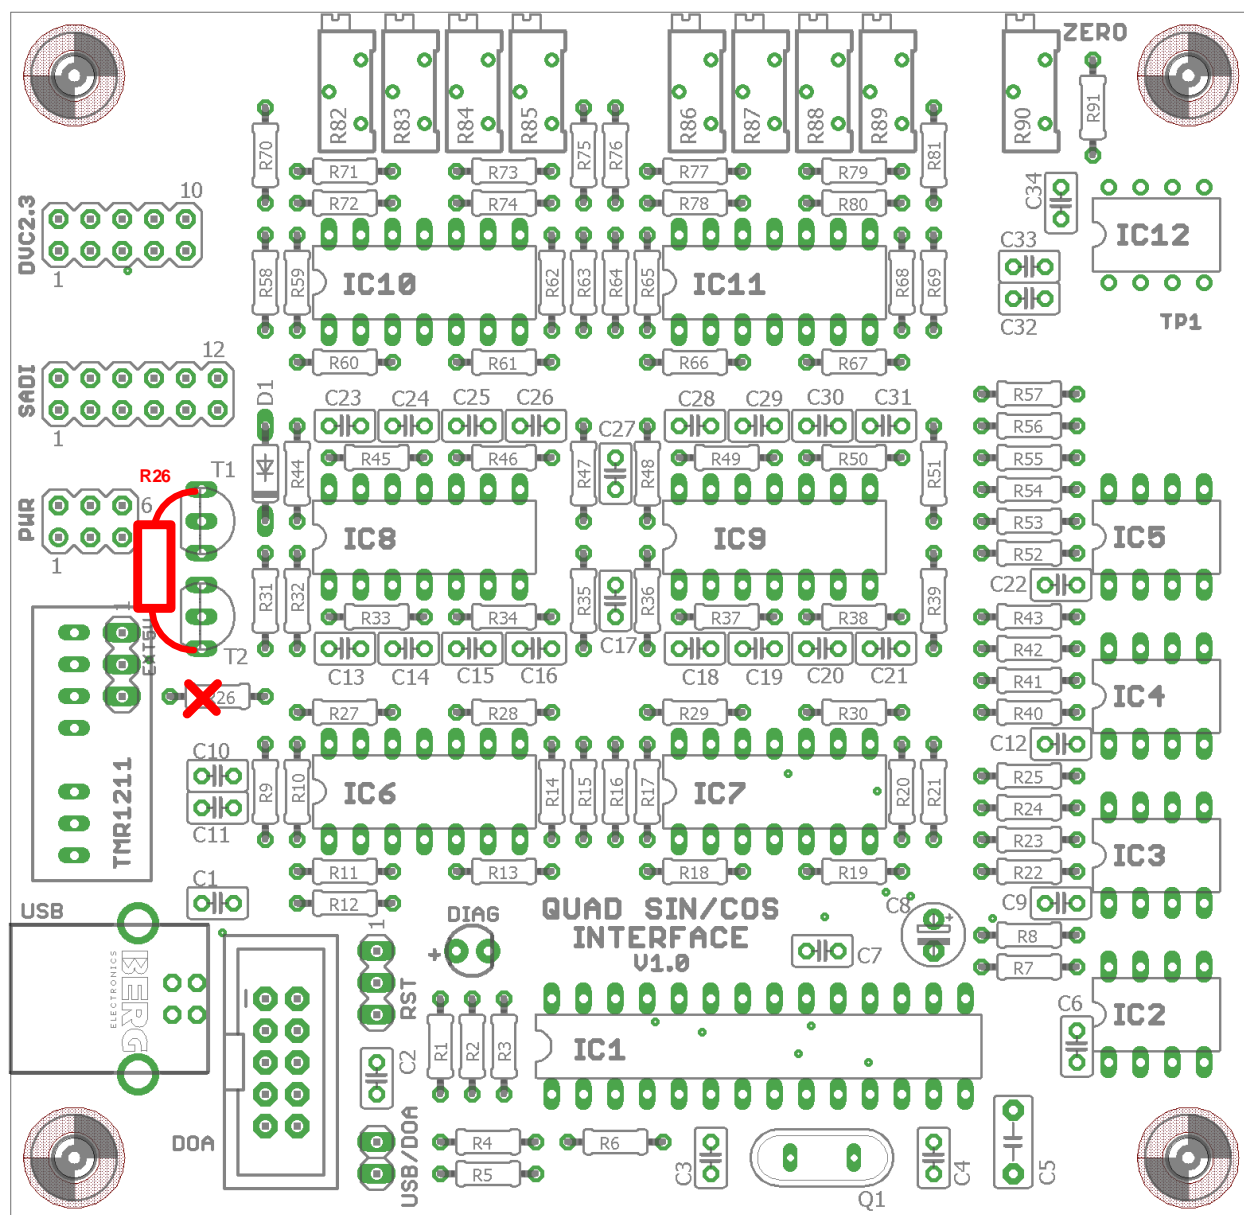 ZERO
R82
R83
R84
R85
R86
R87
R88
R89
R90
R91
R70
R71
R72
R73
R74
R75
R76
R77
R78
R79
R80
R81
C34
10
DVC2.3
1
R58
R59
IC10
R62
R63
R64
R65
IC11
R68
R69
C33
C32
IC12
TP1
R60
R61
R66
R67
12
SADI
1
D1
C23
C24
C25
C26
C27
C28
C29
C30
C31
R57
R56
R55
R54
R53
R52
R26
T1
R44
R45
R46
R47
R48
R49
R50
R51
6
PWR
1
IC8
IC9
IC5
C22
R31
R32
R33
R34
R35
R36
R37
R38
R39
C17
R43
R42
R41
R40
1
EXT5V
T2
C13
C14
C15
C16
C18
C19
C20
C21
IC4
C12
R26
R27
R28
R29
R30
C10
C11
R9
R10
IC6
R14
R15
R16
R17
IC7
R20
R21
R25
R24
R23
R22
IC3
TMR1211
R11
R12
R13
R18
R19
C1
C9
USB
DIAG
+
QUAD SIN/COS
INTERFACE
V1.0
C7
C8
+
R8
R7
BERG
ELECTRONICS
1
RST
1
R1
R2
R3
IC1
C6
IC2
C2
DOA
USB/DOA
R4
R5
R6
C3
Q1
C4
C5